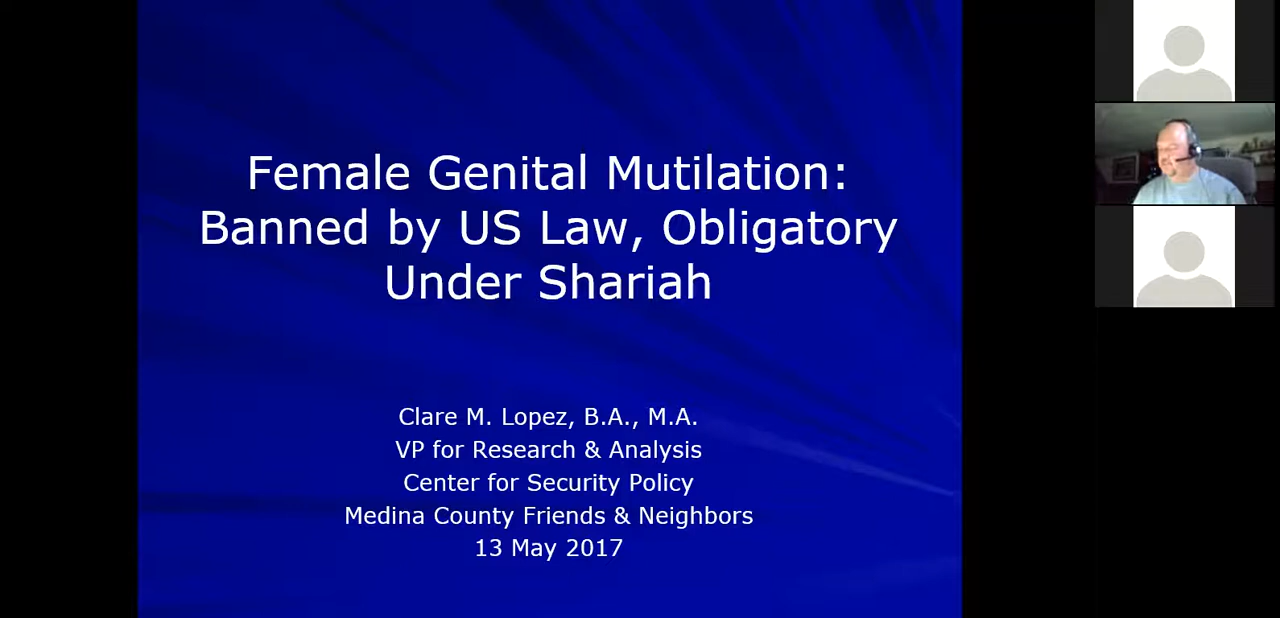 Female Genital Mutilation:
Banned by US Law, Obligatory
Under Shariah
Clare M. Lopez, B.A., M.A.
VP for Research & Analysis
Center for Security Policy
Medina County Friends & Neighbors
13 May 2017